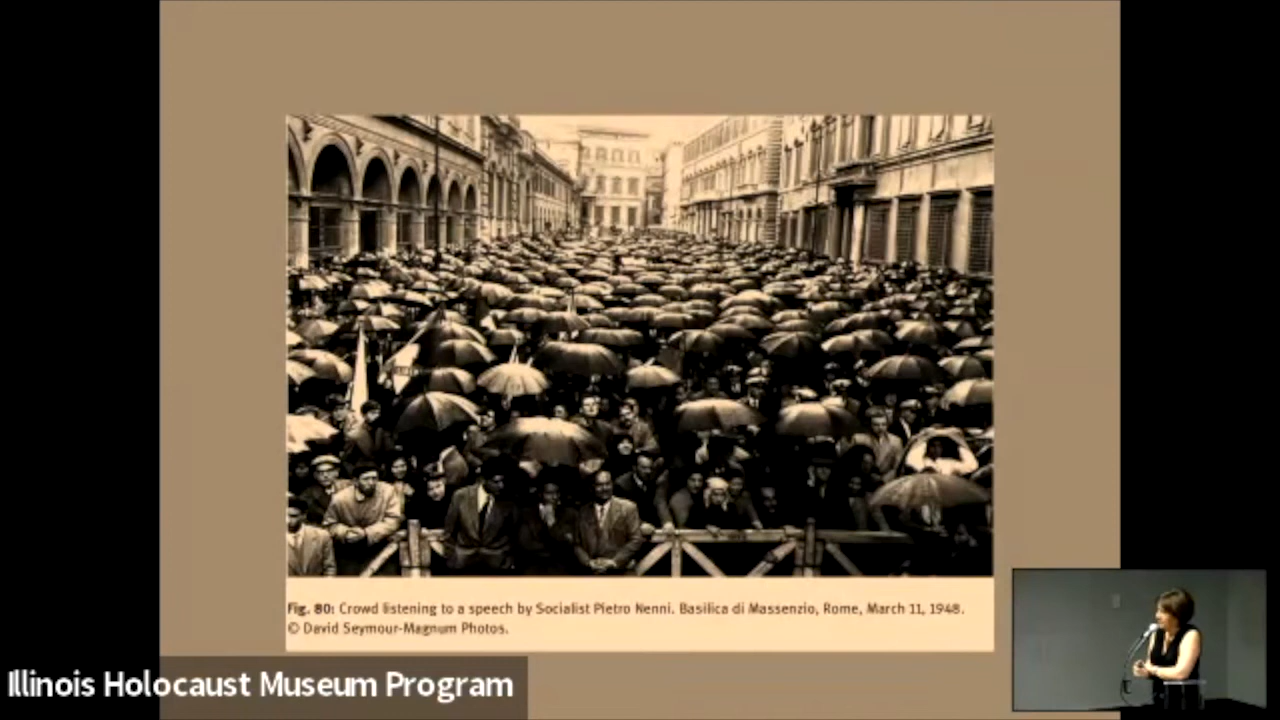 Fig. 80: Crowd listening to a speech by Socialist Pietro Nenni. Basilica di Massenzio, Rome, March 11, 1948.
© David Seymour-Magnum Photos.
Illinois Holocaust Museum Program